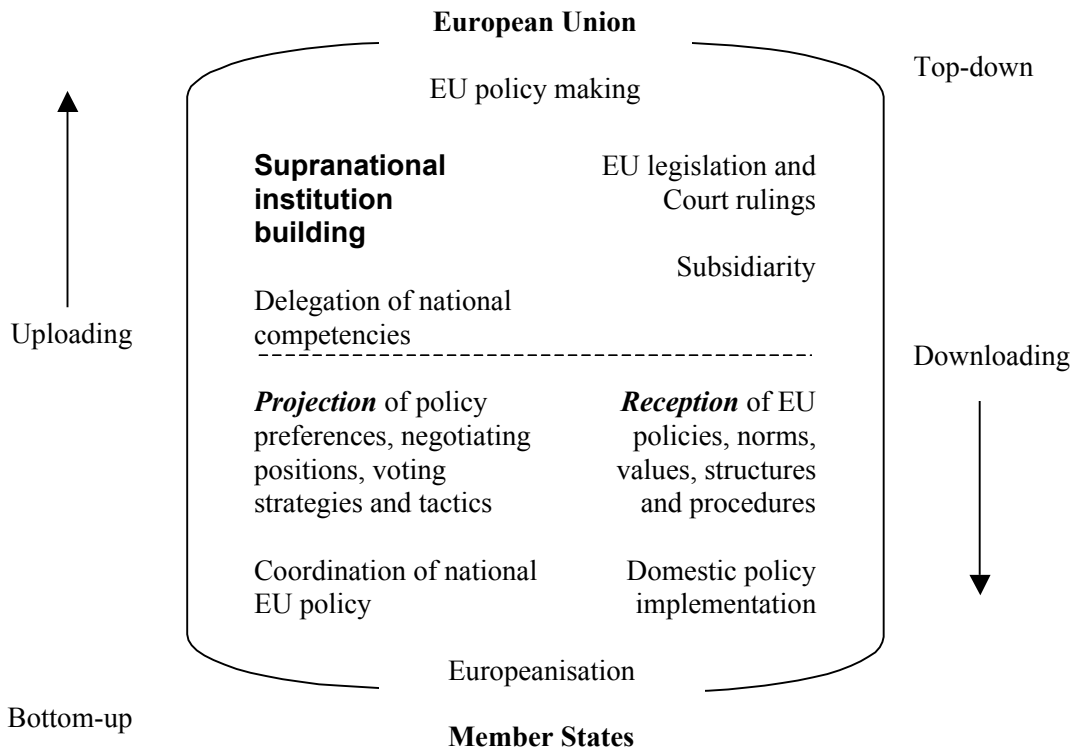 European Union
Top-down
EU policy making
Supranational
institution
building
EU legislation and
Court rulings
Subsidiarity
Delegation of national
competencies
Uploading
Downloading
Projection of policy
preferences, negotiating
positions, voting
strategies and tactics
Reception of EU
policies, norms,
values, structures
and procedures
Coordination of national
EU policy
Domestic policy
implementation
Europeanisation
Bottom-up
Member States